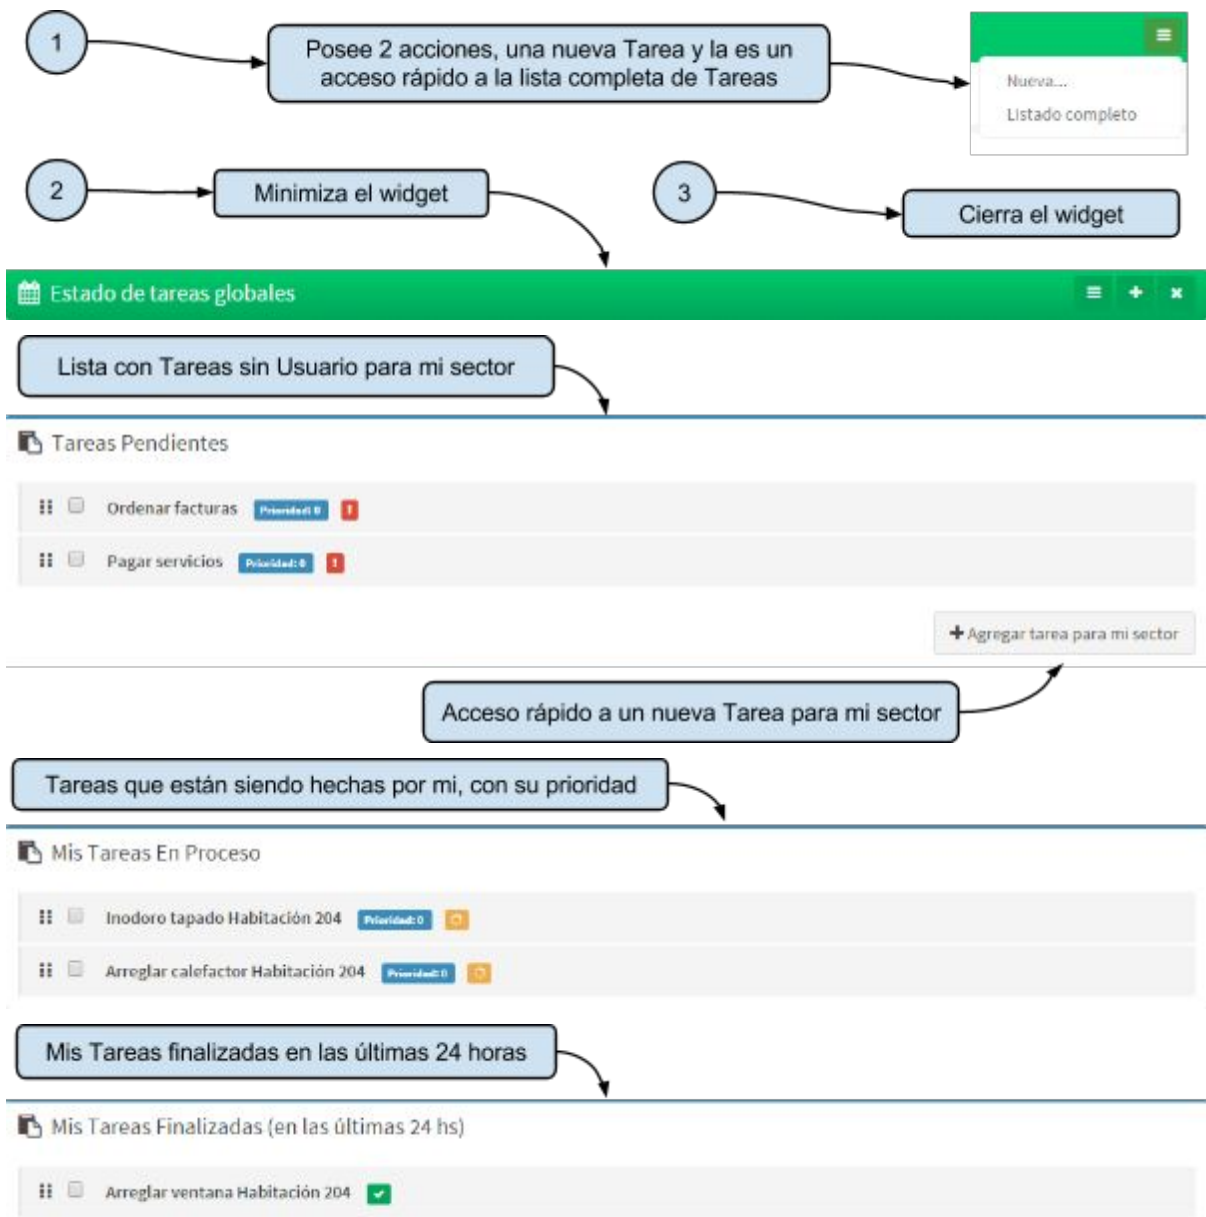 1
Posee 2 acciones, una nueva Tarea y la es un
acceso rápido a la lista completa de Tareas
Nueva...
Listado completo
2
Minimiza el widget
3
Cierra el widget
Estado de tareas globales
Lista con Tareas sin Usuario para mi sector
Tareas Pendientes
Ordenar facturas Prioridad: 0
Pagar servicios Prioridad: 0
Agregar tarea para mi sector
Acceso rápido a un nueva Tarea para mi sector
Tareas que están siendo hechas por mi, con su prioridad
Mis Tareas En Proceso
Inodoro tapado Habitación 204 Prioridad: 0
Arreglar calefactor Habitación 204 Prioridad: 0
Mis Tareas finalizadas en las últimas 24 horas
Mis Tareas Finalizadas (en las últimas 24 hs)
Arreglar ventana Habitación 204